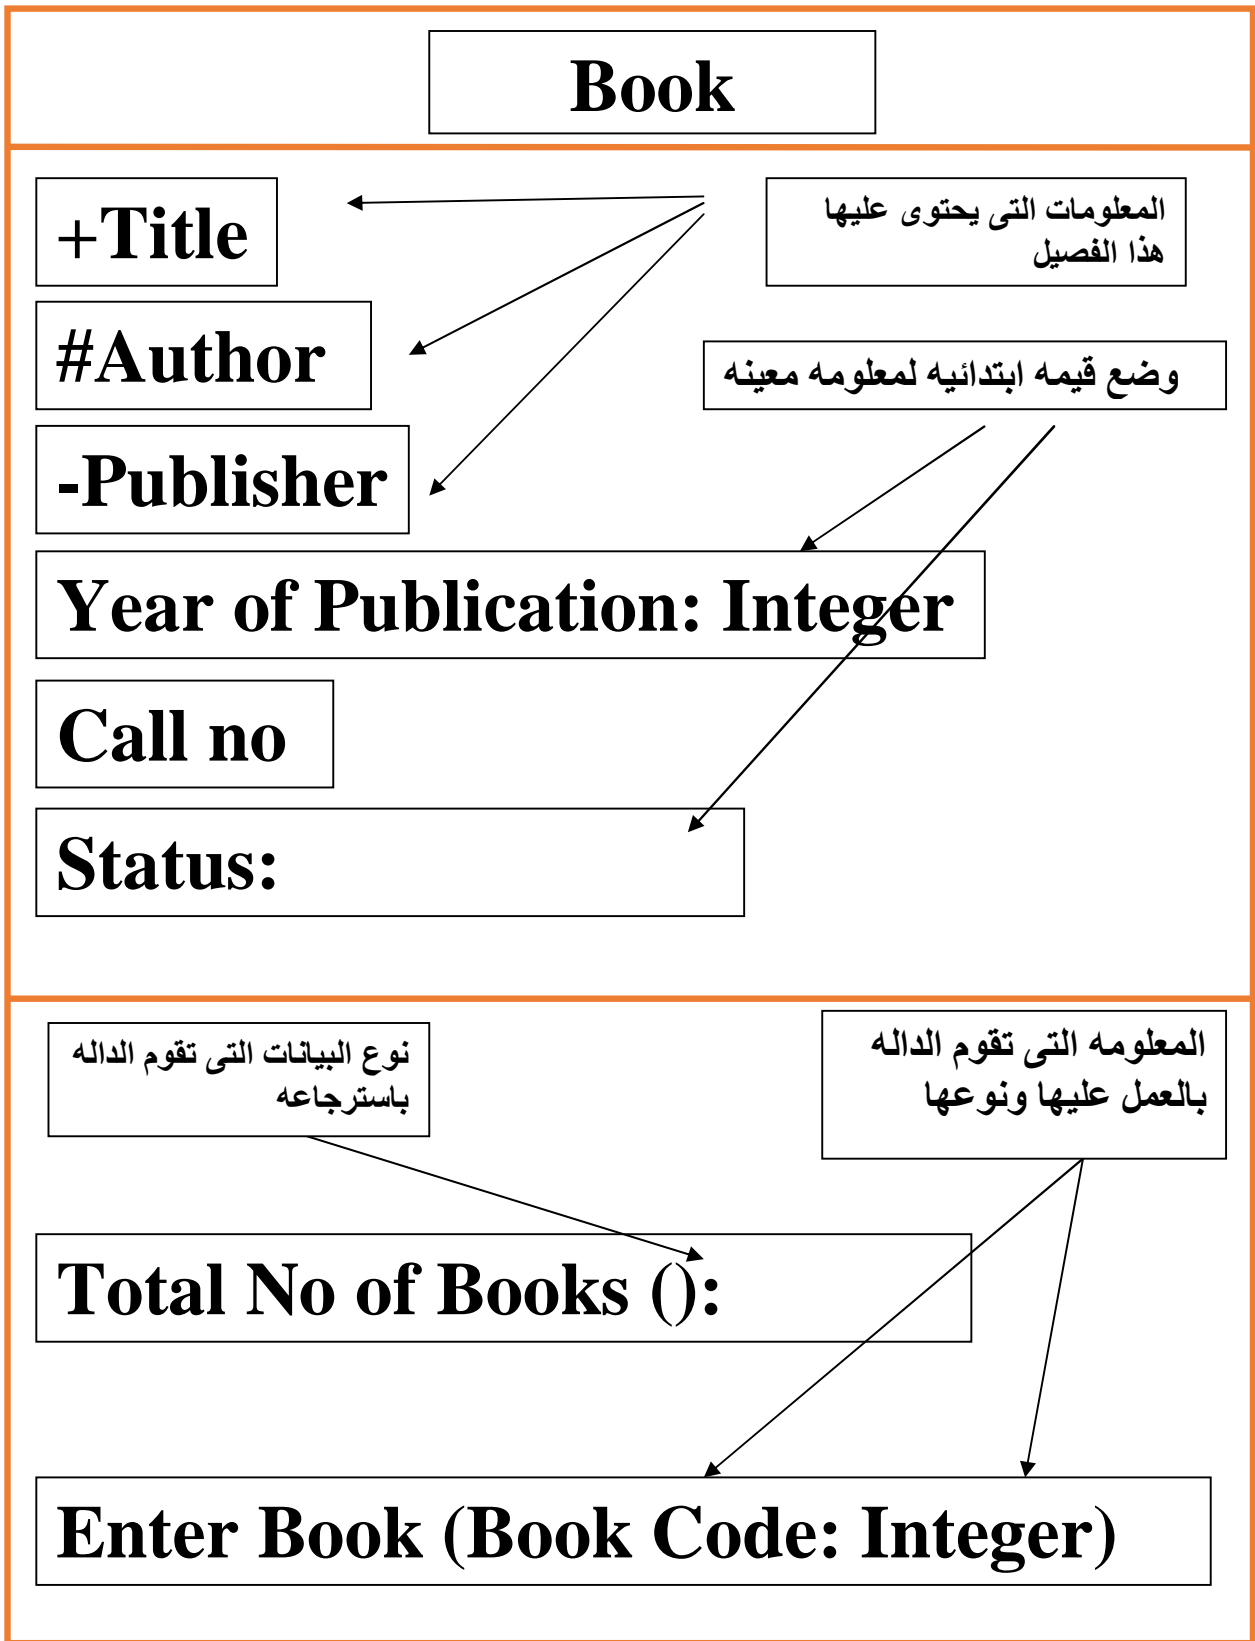 Book
+Title
المعلومات التى يحتوى عليها
هذا الفصيل
#Author
وضع قيمه ابتدائيه لمعلومه معينه
-Publisher
Year of Publication: Integer
Call no
Status:
نوع البيانات التى تقوم الداله
باسترجاعه
المعلومه التى تقوم الداله
بالعمل عليها ونوعها
Total No of Books ():
Enter Book (Book Code: Integer)